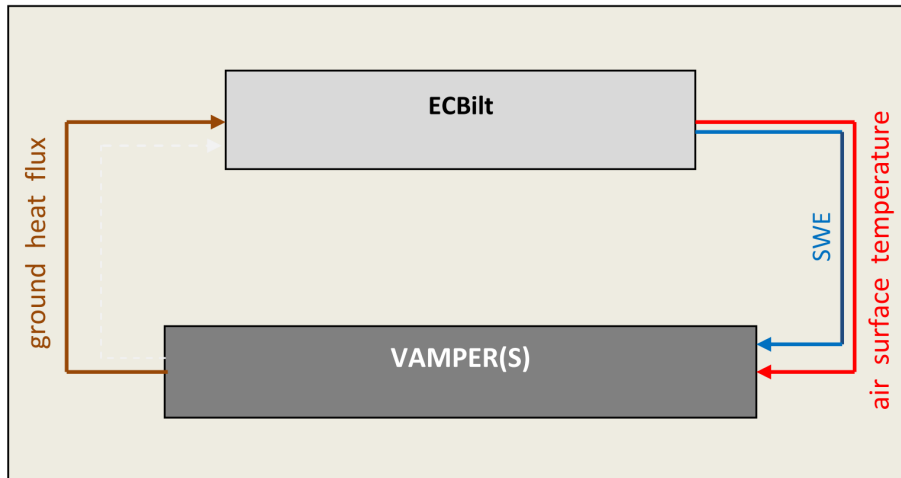 ECBilt
ground heat flux
SWE
air surface temperature
VAMPER(S)